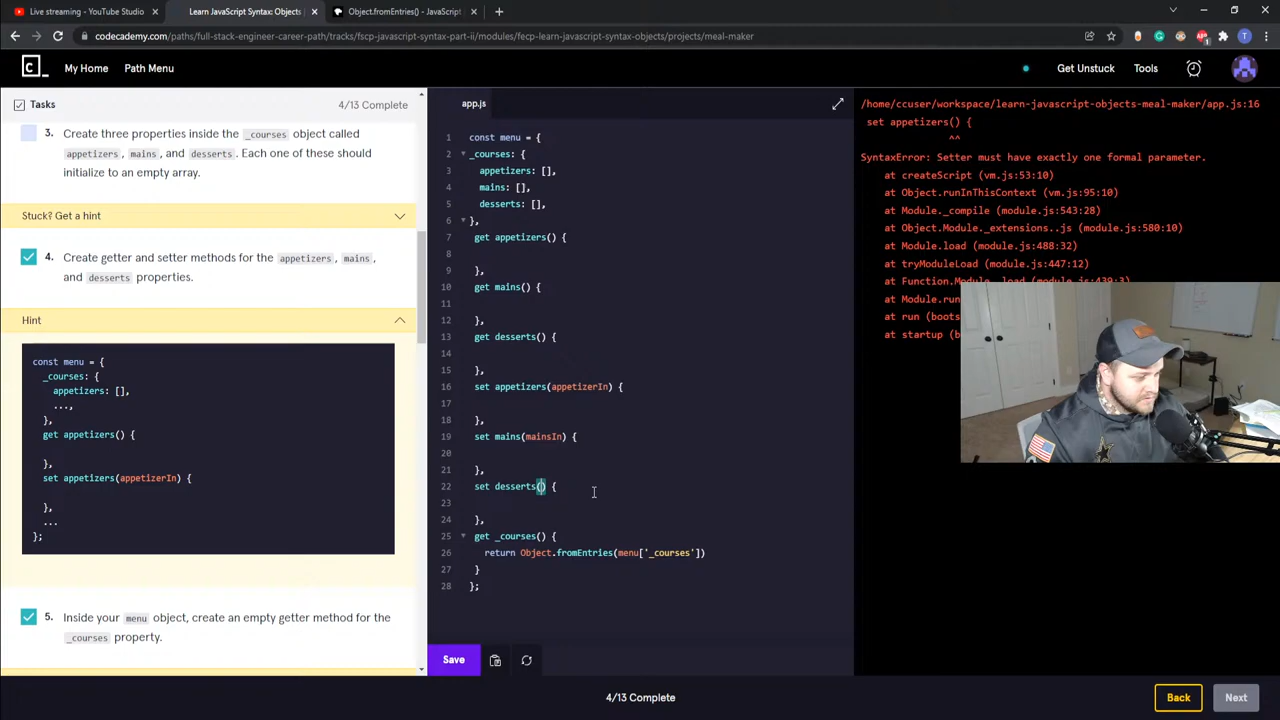 Live streaming - YouTube Studio
Learn JavaScript Syntax: Objects
Object.fromEntries() - JavaScript
codecademy.com/paths/full-stack-engineer-career-path/tracks/fscp-javascript-syntax-part-ii/modules/fecp-learn-javascript-syntax-objects/projects/meal-maker
My Home
Path Menu
Get Unstuck
Tools
Tasks
4/13 Complete
3. Create three properties inside the _courses object called
appetizers, mains, and desserts. Each one of these should
initialize to an empty array.
Stuck? Get a hint
4. Create getter and setter methods for the appetizers, mains,
and desserts properties.
Hint
const menu = {
_courses: {
appetizers: [],
...,
},
get appetizers() {
},
set appetizers(appetizerIn) {
},
...
};
5. Inside your menu object, create an empty getter method for the
_courses property.
app.js
1 const menu = {
2 _courses: {
3 appetizers: [],
4 mains: [],
5 desserts: [],
6 },
7 get appetizers() {
8
9 },
10 get mains() {
11
12 },
13 get desserts() {
14
15 },
16 set appetizers(appetizerIn) {
17
18 },
19 set mains(mainsIn) {
20
21 },
22 set desserts() {
23
24 },
25 get _courses() {
26 return Object.fromEntries(menu['_courses'])
27 }
28 };
Save
/home/ccuser/workspace/learn-javascript-objects-meal-maker/app.js:16
set appetizers() {
^^
SyntaxError: Setter must have exactly one formal parameter.
at createScript (vm.js:53:10)
at Object.runInThisContext (vm.js:95:10)
at Module._compile (module.js:543:28)
at Object.Module._extensions..js (module.js:580:10)
at Module.load (module.js:488:32)
at tryModuleLoad (module.js:447:12)
at Function.Module._load (module.js:439:3)
at Module.run
at run (boots
at startup (b
4/13 Complete
Back
Next